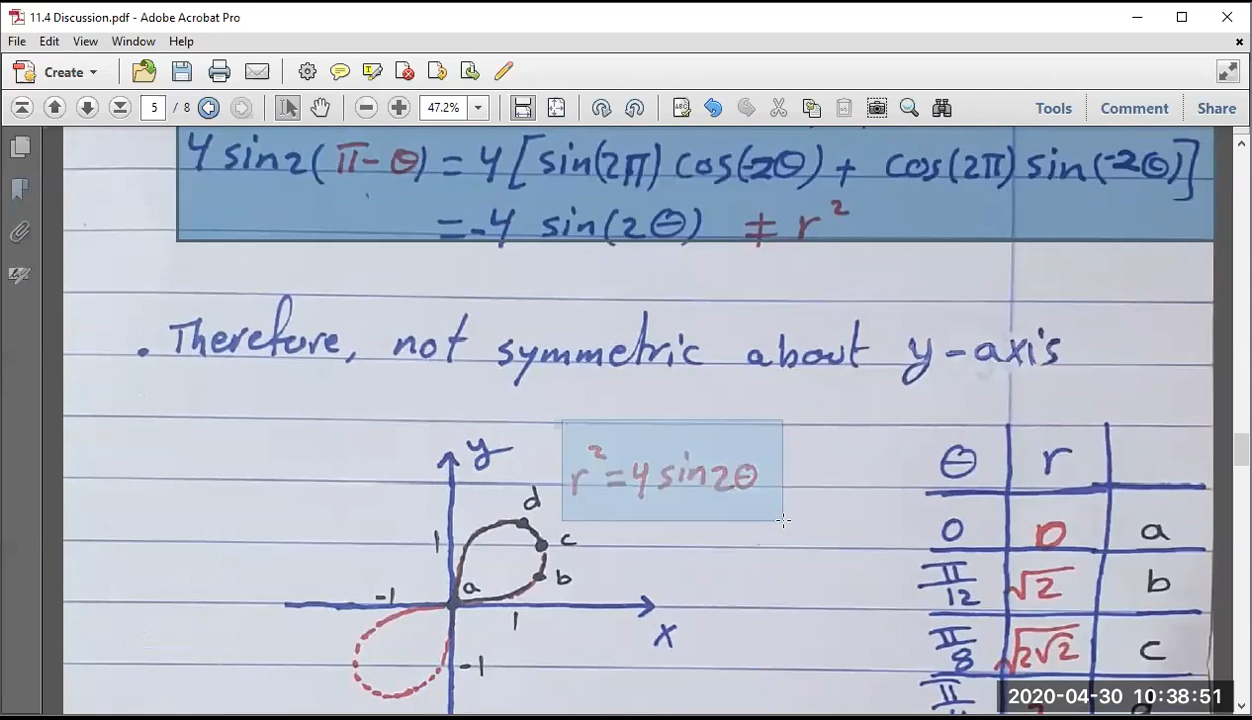 11.4 Discussion.pdf - Adobe Acrobat Pro
File Edit View Window Help
Create
5 / 8 47.2% Tools Comment Share
4 sin2(π-θ) = 4[sin(2π) cos(-2θ) + cos(2π) sin(-2θ)]
= -4 sin(2θ) ≠ r²
. Therefore, not symmetric about y-axis
y
r² = 4 sin2θ
θ r
d
1 c
0 0 a
a b
π/12 √2 b
-1 1
x
π/8 √2√2 c
-1
2020-04-30 10:38:51